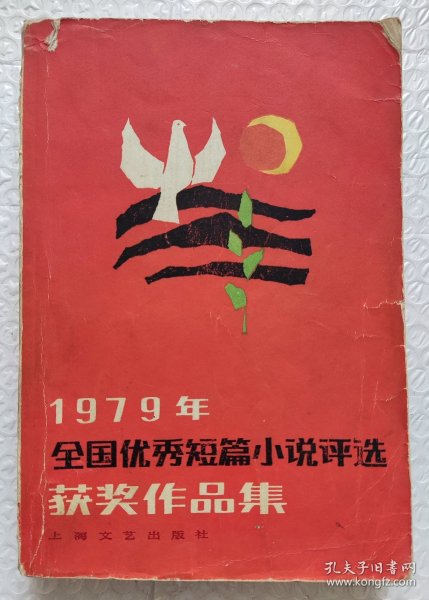 1979年
全国优秀短篇小说评选
获奖作品集
上海文艺出版社
孔夫子旧书网
kongfz.com